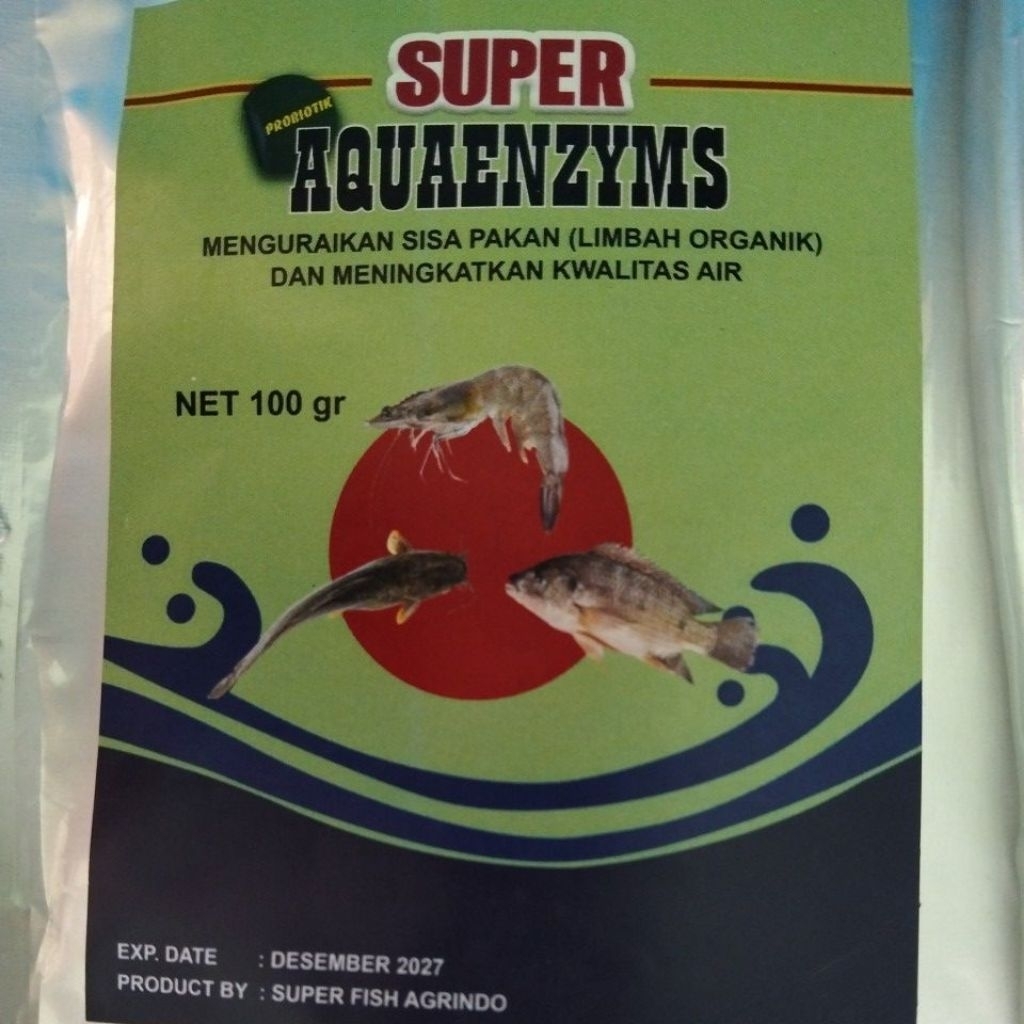 SUPER
PROBIOTIK
AQUAENZYMS
MENGURAIKAN SISA PAKAN (LIMBAH ORGANIK)
DAN MENINGKATKAN KWALITAS AIR
NET 100 gr
EXP. DATE : DESEMBER 2027
PRODUCT BY : SUPER FISH AGRINDO